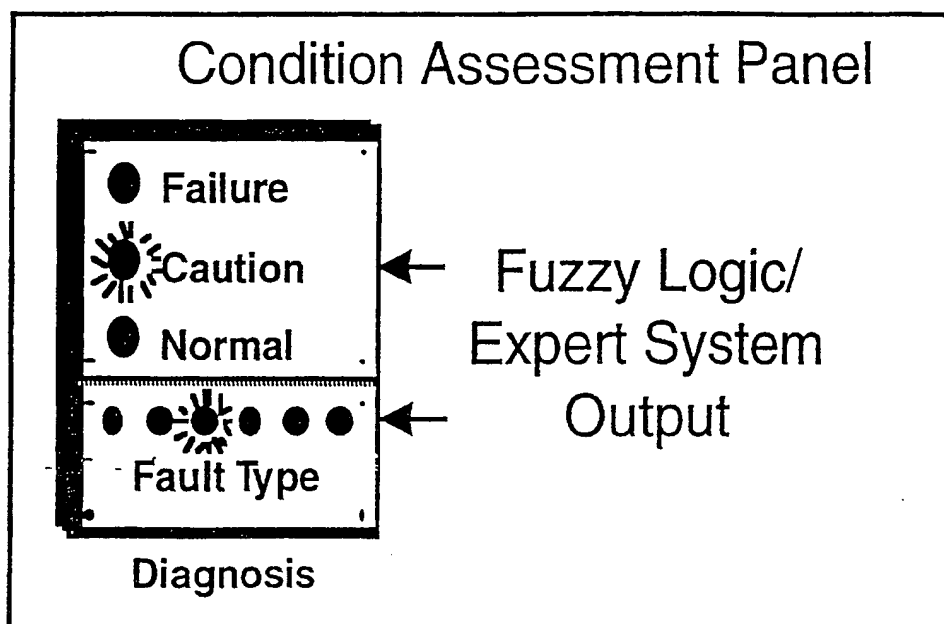 Condition Assessment Panel
Failure
Caution
Normal
Fault Type
Diagnosis
Fuzzy Logic/
Expert System
Output